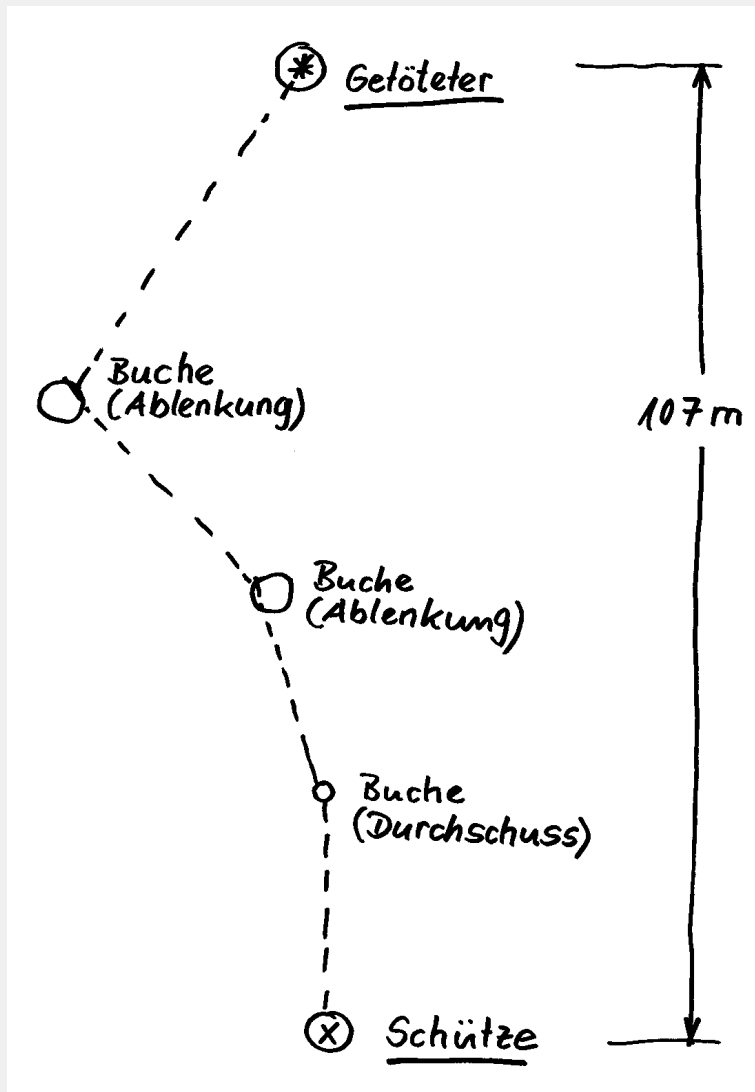 Getöteter
Buche
(Ablenkung)
107 m
Buche
(Ablenkung)
Buche
(Durchschuss)
Schütze